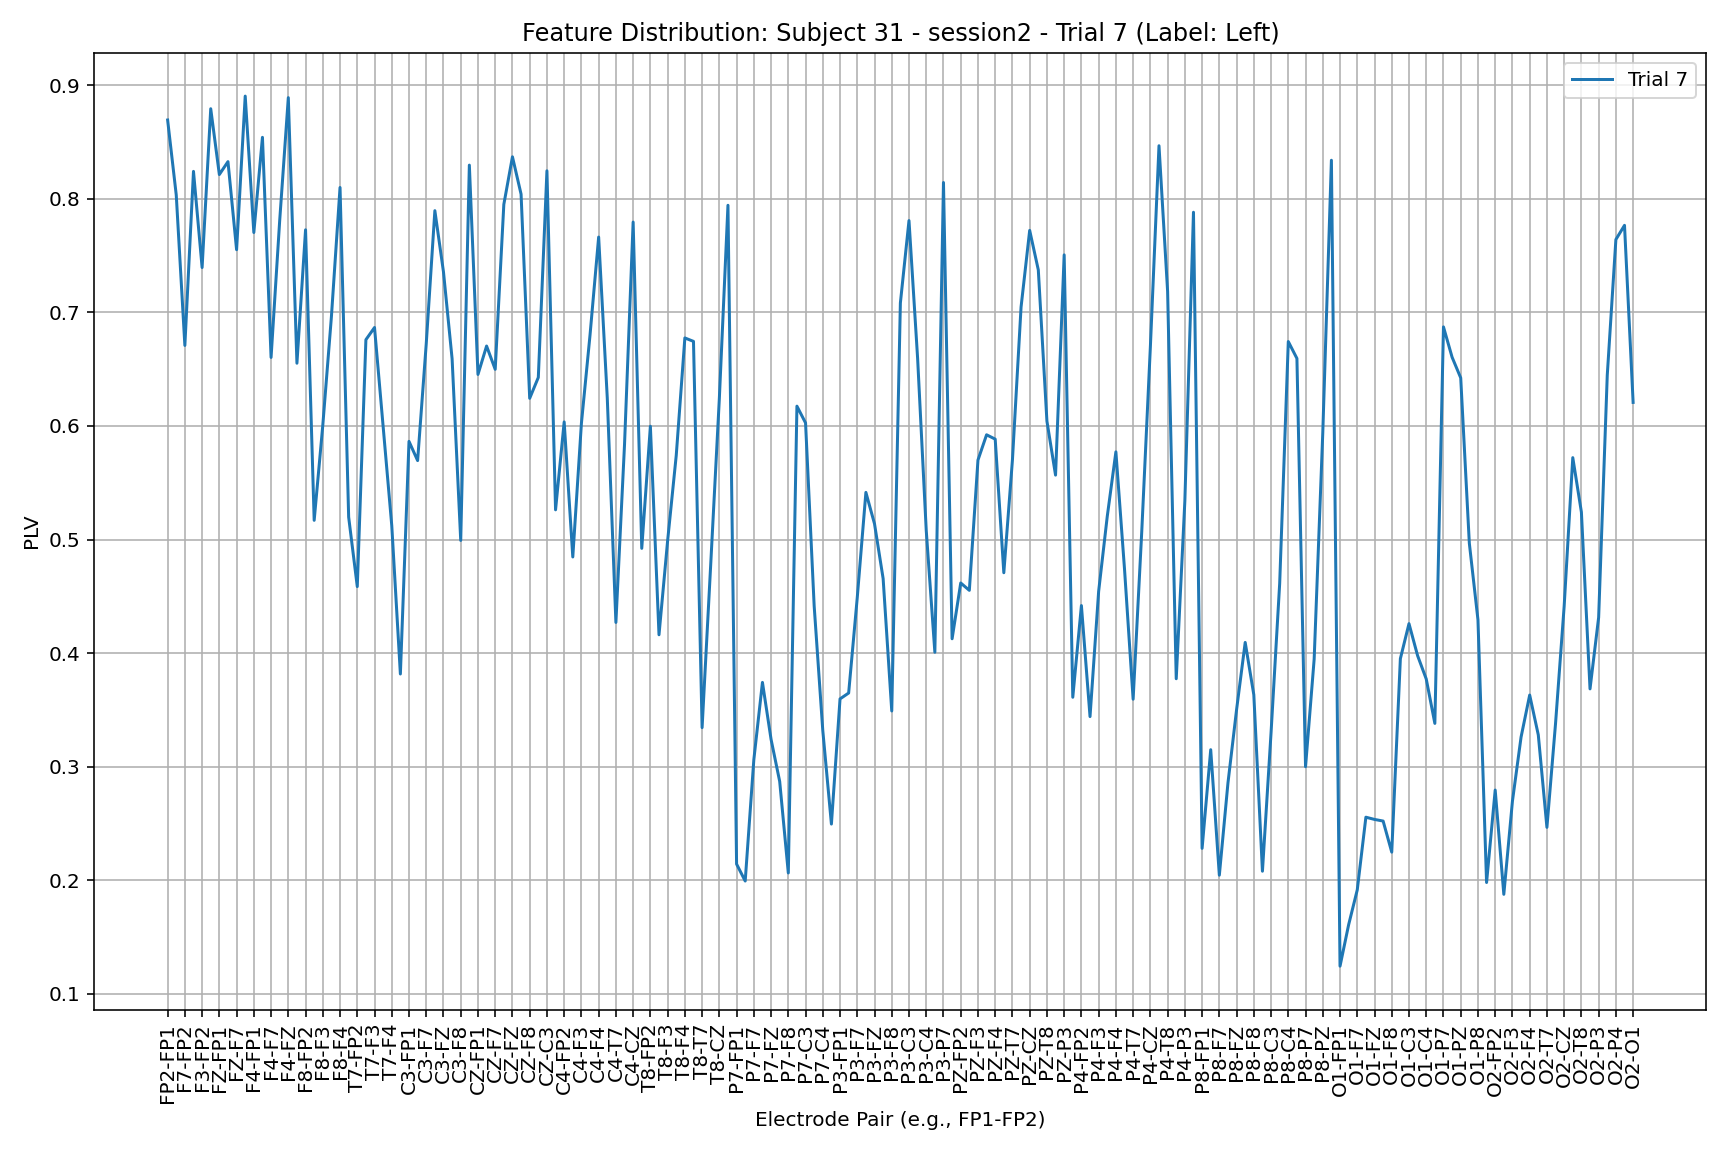 Feature Distribution: Subject 31 - session2 - Trial 7 (Label: Left)
Trial 7
PLV
0.9
0.8
0.7
0.6
0.5
0.4
0.3
0.2
0.1
FP2-FP1
F7-FP2
F3-FP2
FZ-FP1
FZ-F7
F4-FP1
F4-F7
F4-FZ
F8-FP2
F8-F3
F8-F4
T7-FP2
T7-F3
T7-F4
C3-FP1
C3-F7
C3-FZ
C3-F8
CZ-FP1
CZ-F7
CZ-FZ
CZ-F8
CZ-C3
C4-FP2
C4-F3
C4-F4
C4-T7
C4-CZ
T8-FP2
T8-F3
T8-F4
T8-T7
T8-CZ
P7-FP1
P7-F7
P7-FZ
P7-F8
P7-C3
P7-C4
P3-FP1
P3-F7
P3-FZ
P3-F8
P3-C3
P3-C4
P3-P7
PZ-FP2
PZ-F3
PZ-F4
PZ-T7
PZ-CZ
PZ-T8
PZ-P3
P4-FP2
P4-F3
P4-F4
P4-T7
P4-CZ
P4-T8
P4-P3
P8-FP1
P8-F7
P8-FZ
P8-F8
P8-C3
P8-C4
P8-P7
P8-PZ
O1-FP1
O1-F7
O1-FZ
O1-F8
O1-C3
O1-C4
O1-P7
O1-PZ
O1-P8
O2-FP2
O2-F3
O2-F4
O2-T7
O2-CZ
O2-T8
O2-P3
O2-P4
O2-O1
Electrode Pair (e.g., FP1-FP2)